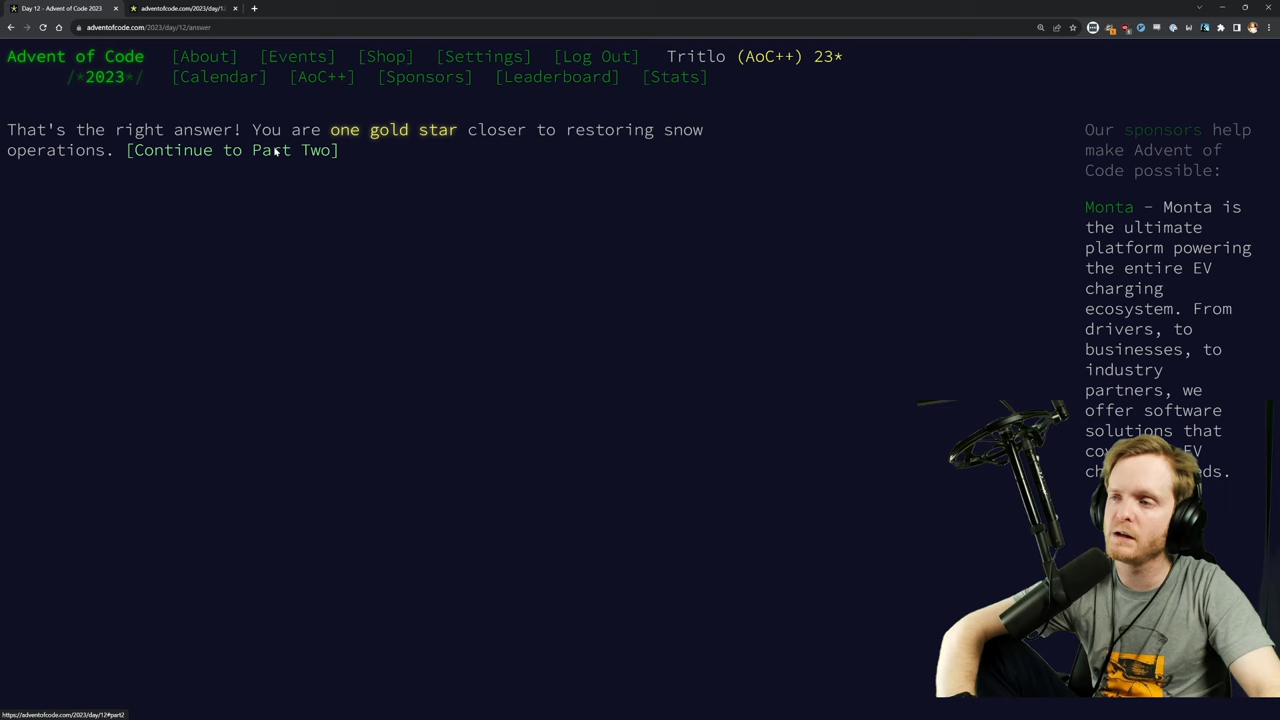 Day 12 - Advent of Code 2023
adventofcode.com/2023/day/1
adventofcode.com/2023/day/12/answer
Advent of Code [About] [Events] [Shop] [Settings] [Log Out] Tritlo (AoC++) 23*
/*2023*/ [Calendar] [AoC++] [Sponsors] [Leaderboard] [Stats]
That's the right answer! You are one gold star closer to restoring snow
operations. [Continue to Part Two]
Our sponsors help
make Advent of
Code possible:
Monta - Monta is
the ultimate
platform powering
the entire EV
charging
ecosystem. From
drivers, to
businesses, to
industry
partners, we
offer software
solutions that
EV
https://adventofcode.com/2023/day/12#part2